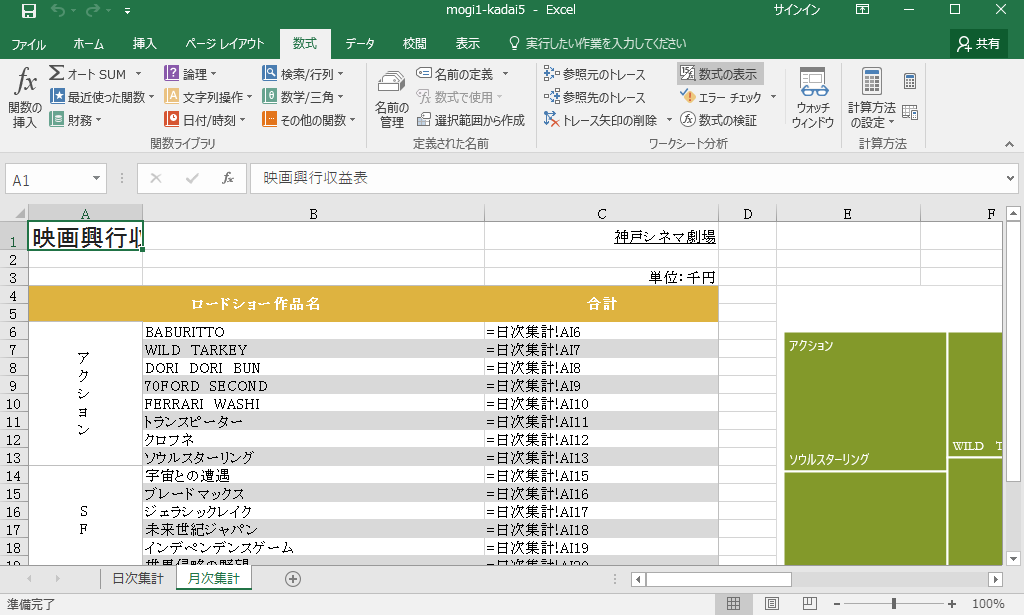 mogi1-kadai5 - Excel
サインイン
ファイル ホーム 挿入 ページ レイアウト 数式 データ 校閲 表示 実行したい作業を入力してください 共有
fx 関数の挿入
Σ オート SUM
最近使った関数
財務
論理
文字列操作
日付/時刻
検索/行列
数学/三角
その他の関数
関数ライブラリ
名前の管理
名前の定義
数式で使用
選択範囲から作成
定義された名前
参照元のトレース
参照先のトレース
トレース矢印の削除
数式の表示
エラー チェック
数式の検証
ワークシート分析
ウォッチ ウィンドウ
計算方法の設定
計算方法
A1 fx 映画興行収益表
A B C D E F
1 映画興行収 神戸シネマ劇場
2
3 単位：千円
4 ロードショー作品名 合計
5
6 BABURITTO =日次集計!AI6
7 WILD TARKEY =日次集計!AI7
8 DORI DORI BUN =日次集計!AI8
9 70FORD SECOND =日次集計!AI9
10 FERRARI WASHI =日次集計!AI10
11 トランスピーター =日次集計!AI11
12 クロフネ =日次集計!AI12
13 ソウルスターリング =日次集計!AI13
アクション
14 宇宙との遭遇 =日次集計!AI15
15 ブレードマックス =日次集計!AI16
16 ジェラシックレイク =日次集計!AI17
17 未来世紀ジャパン =日次集計!AI18
18 インデペンデンスゲーム =日次集計!AI19
SF
アクション
ソウルスターリング
WILD T
日次集計 月次集計
準備完了
100%